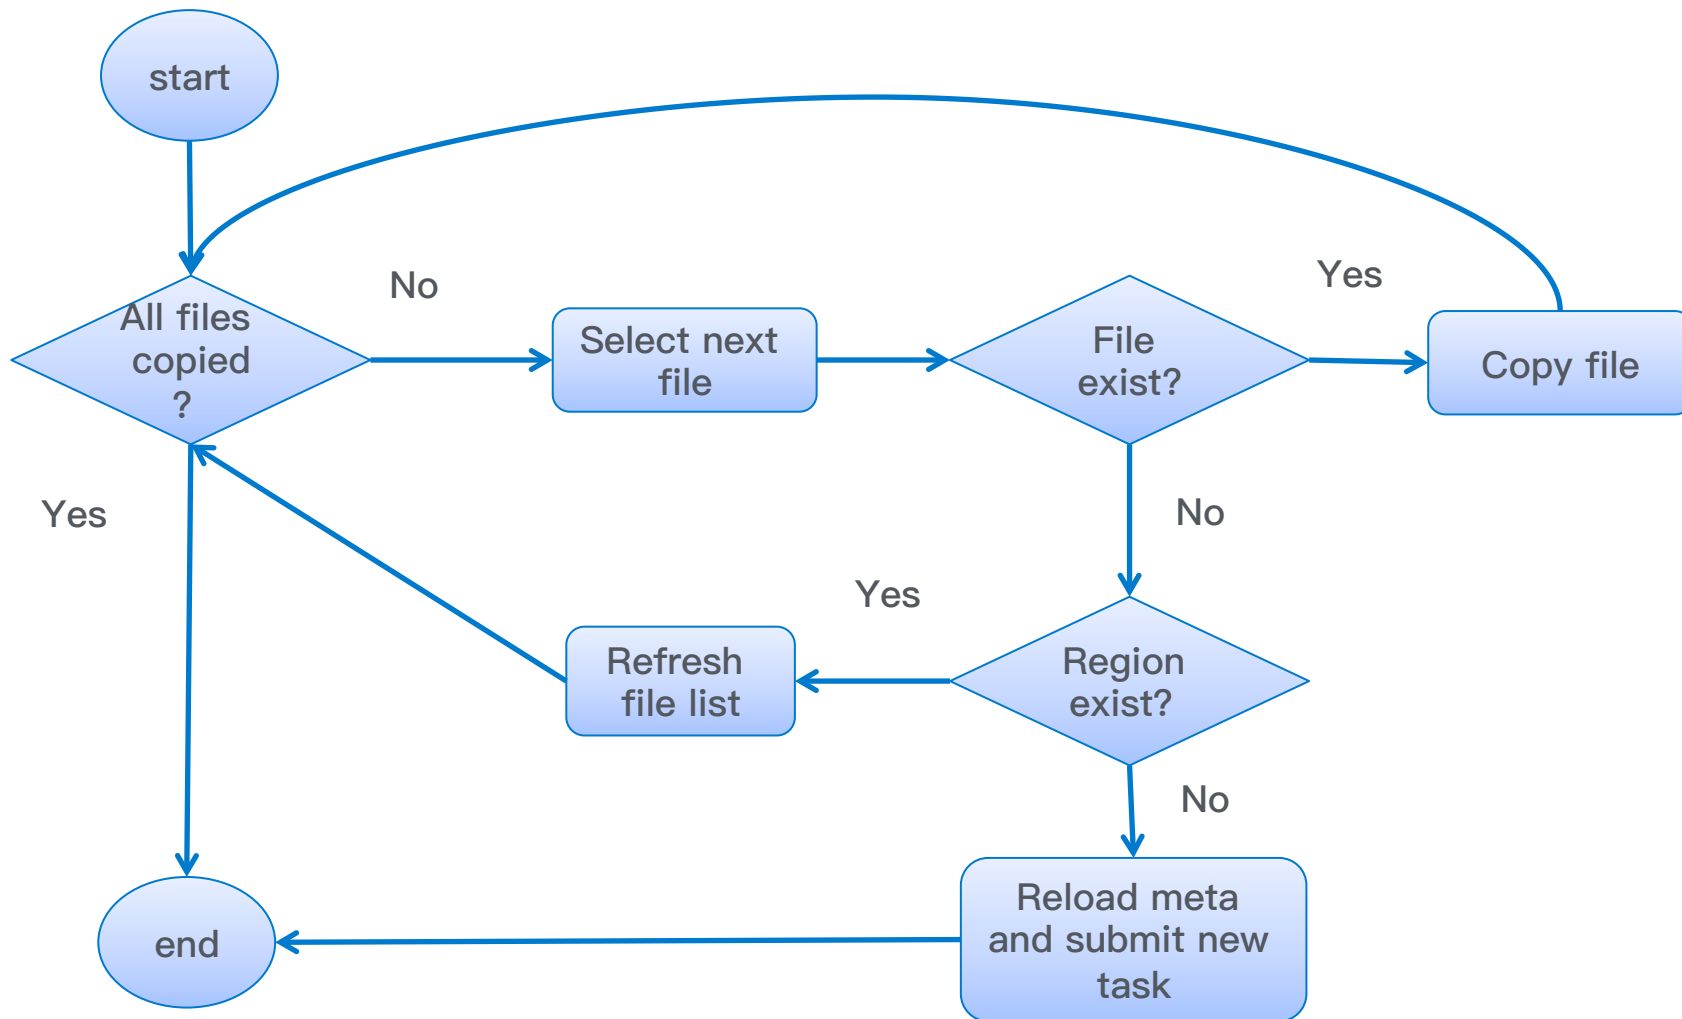 start
All files
copied
?
No
Select next
file
File
exist?
Yes
Copy file
No
Yes
Yes
Refresh
file list
Region
exist?
No
Reload meta
and submit new
task
end